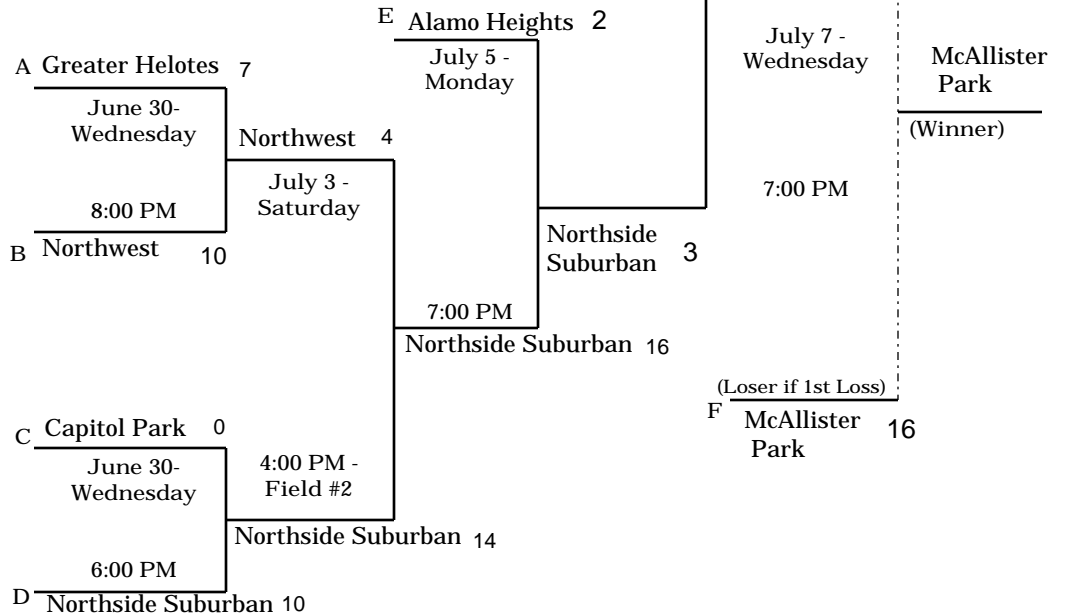 E Alamo Heights 2
July 5 -
Monday
July 7 -
Wednesday
McAllister
Park
(Winner)
A Greater Helotes 7
June 30-
Wednesday
8:00 PM
B Northwest 10
Northwest 4
July 3 -
Saturday
7:00 PM
Northside
Suburban 3
7:00 PM
Northside Suburban 16
(Loser if 1st Loss)
F McAllister
Park 16
C Capitol Park 0
June 30-
Wednesday
4:00 PM -
Field #2
Northside Suburban 14
6:00 PM
D Northside Suburban 10